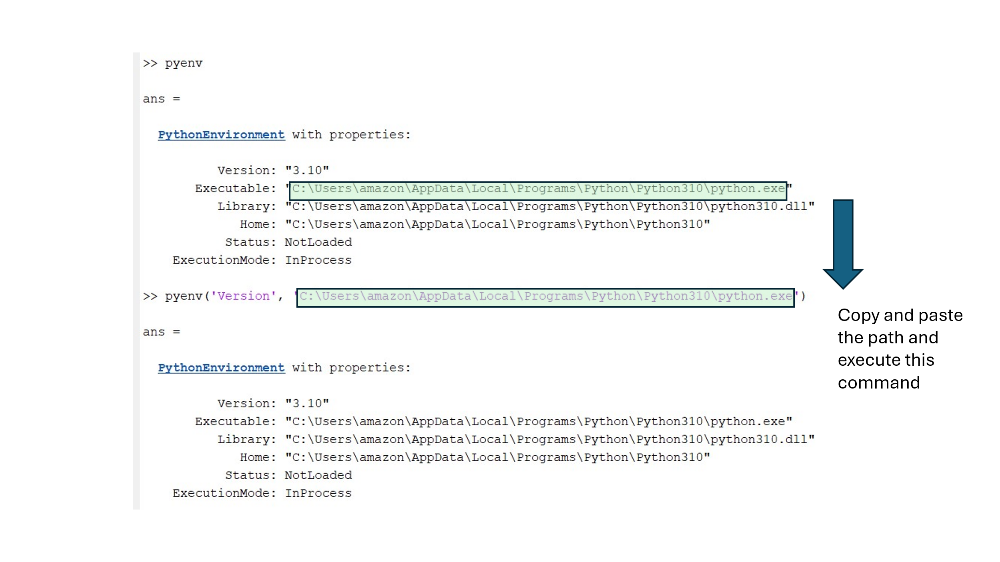 >> pyenv
ans =
PythonEnvironment with properties:
Version: "3.10"
Executable: "C:\Users\amazon\AppData\Local\Programs\Python\Python310\python.exe"
Library: "C:\Users\amazon\AppData\Local\Programs\Python\Python310\python310.dll"
Home: "C:\Users\amazon\AppData\Local\Programs\Python\Python310"
Status: NotLoaded
ExecutionMode: InProcess
>> pyenv('Version', 'C:\Users\amazon\AppData\Local\Programs\Python\Python310\python.exe')
Copy and paste
the path and
execute this
command
ans =
PythonEnvironment with properties:
Version: "3.10"
Executable: "C:\Users\amazon\AppData\Local\Programs\Python\Python310\python.exe"
Library: "C:\Users\amazon\AppData\Local\Programs\Python\Python310\python310.dll"
Home: "C:\Users\amazon\AppData\Local\Programs\Python\Python310"
Status: NotLoaded
ExecutionMode: InProcess